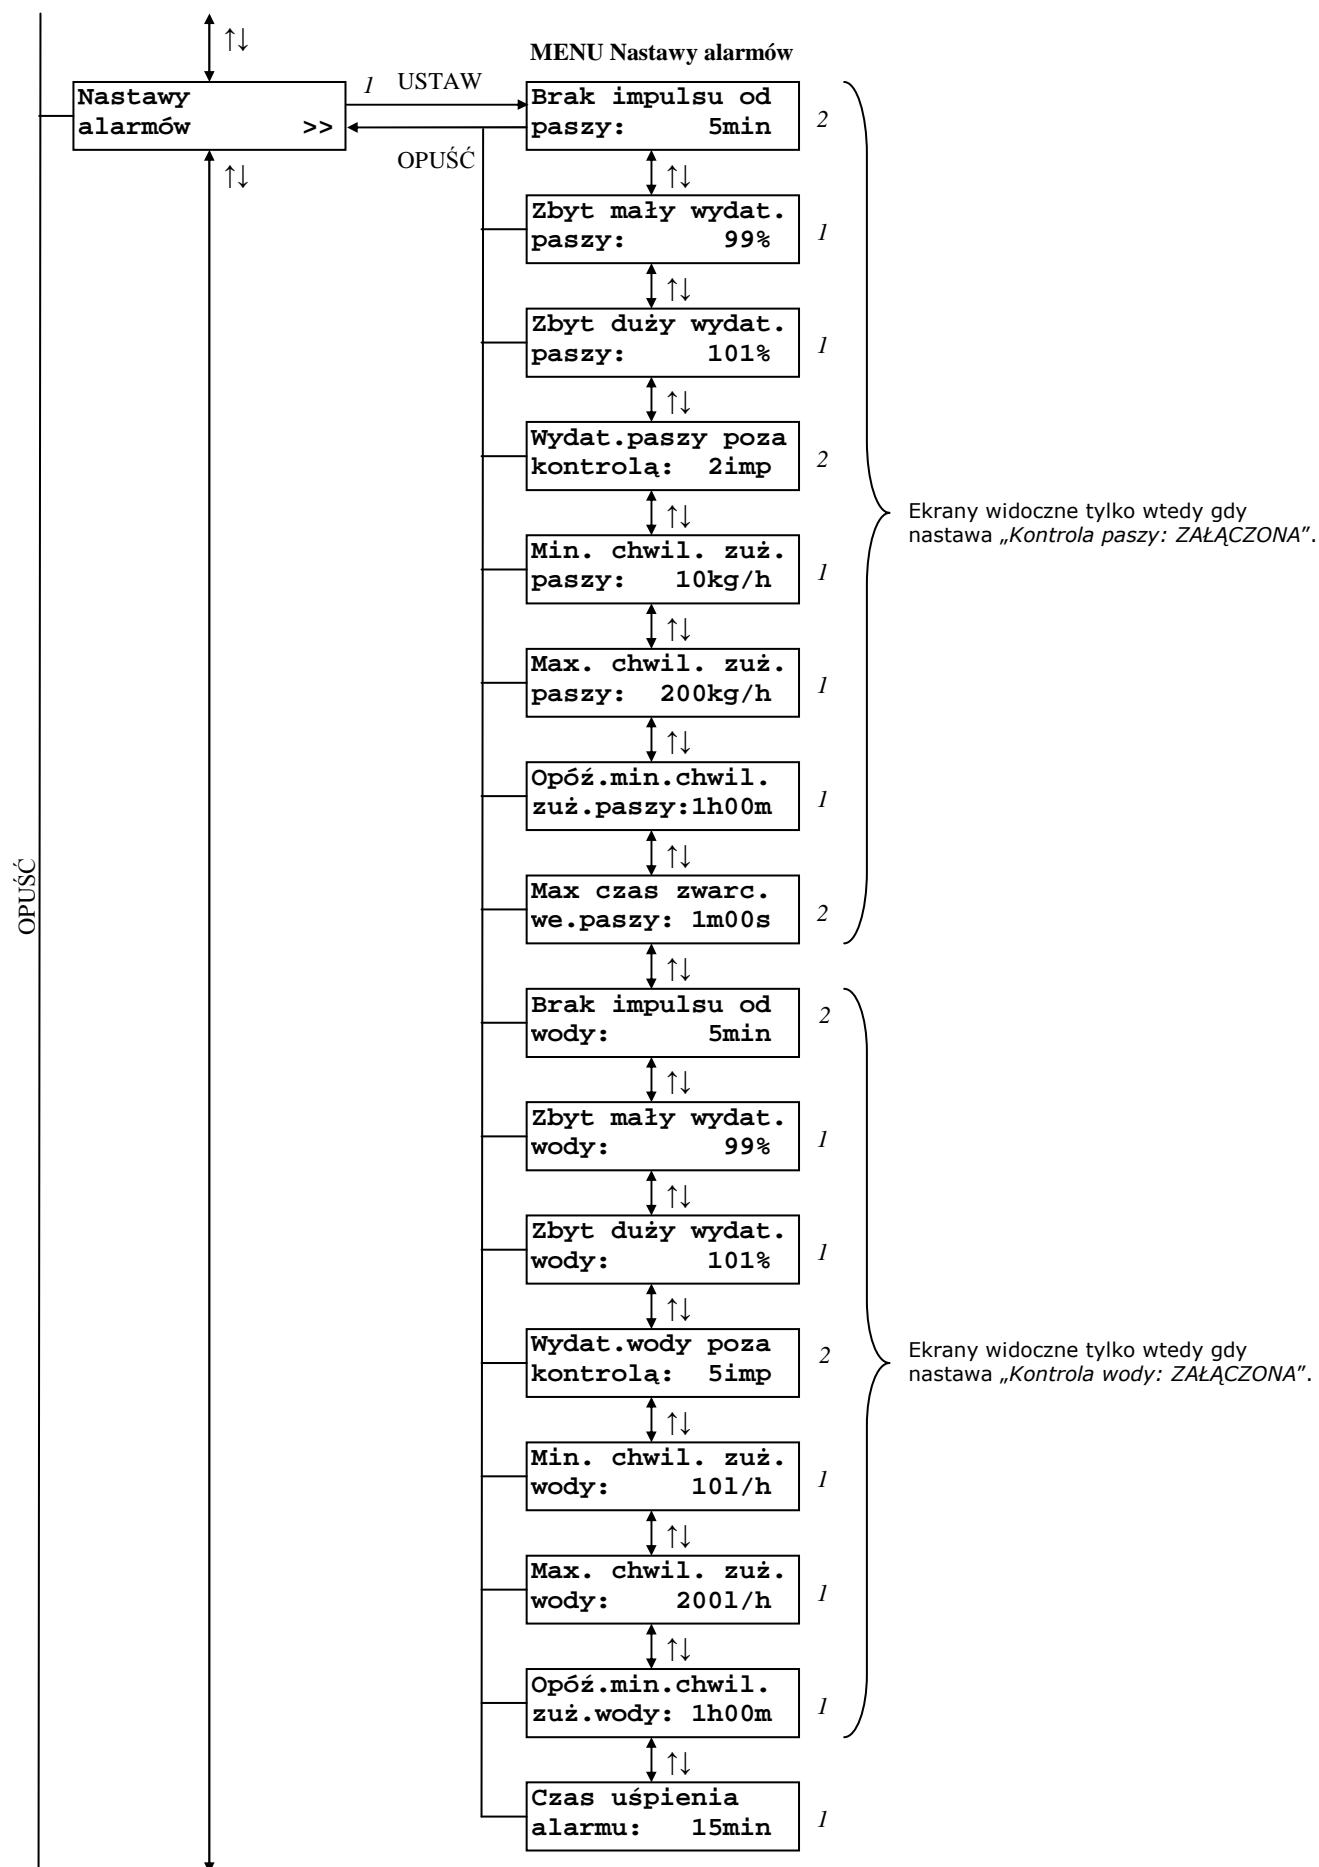 ↑↓
MENU Nastawy alarmów
Nastawy
alarmów >>
1 USTAW
OPUŚĆ
↑↓
Brak impulsu od
paszy: 5min
2
↑↓
Zbyt mały wydat.
paszy: 99%
1
↑↓
Zbyt duży wydat.
paszy: 101%
1
↑↓
Wydat.paszy poza
kontrolą: 2imp
2
↑↓
Min. chwil. zuż.
paszy: 10kg/h
1
↑↓
Max. chwil. zuż.
paszy: 200kg/h
1
↑↓
Opóź.min.chwil.
zuż.paszy:1h00m
1
↑↓
Max czas zwarc.
we.paszy: 1m00s
2
Ekrany widoczne tylko wtedy gdy
nastawa „Kontrola paszy: ZAŁĄCZONA”.
OPUŚĆ
↑↓
Brak impulsu od
wody: 5min
2
↑↓
Zbyt mały wydat.
wody: 99%
1
↑↓
Zbyt duży wydat.
wody: 101%
1
↑↓
Wydat.wody poza
kontrolą: 5imp
2
↑↓
Min. chwil. zuż.
wody: 10l/h
1
↑↓
Max. chwil. zuż.
wody: 200l/h
1
↑↓
Opóź.min.chwil.
zuż.wody: 1h00m
1
Ekrany widoczne tylko wtedy gdy
nastawa „Kontrola wody: ZAŁĄCZONA”.
↑↓
Czas uśpienia
alarmu: 15min
1